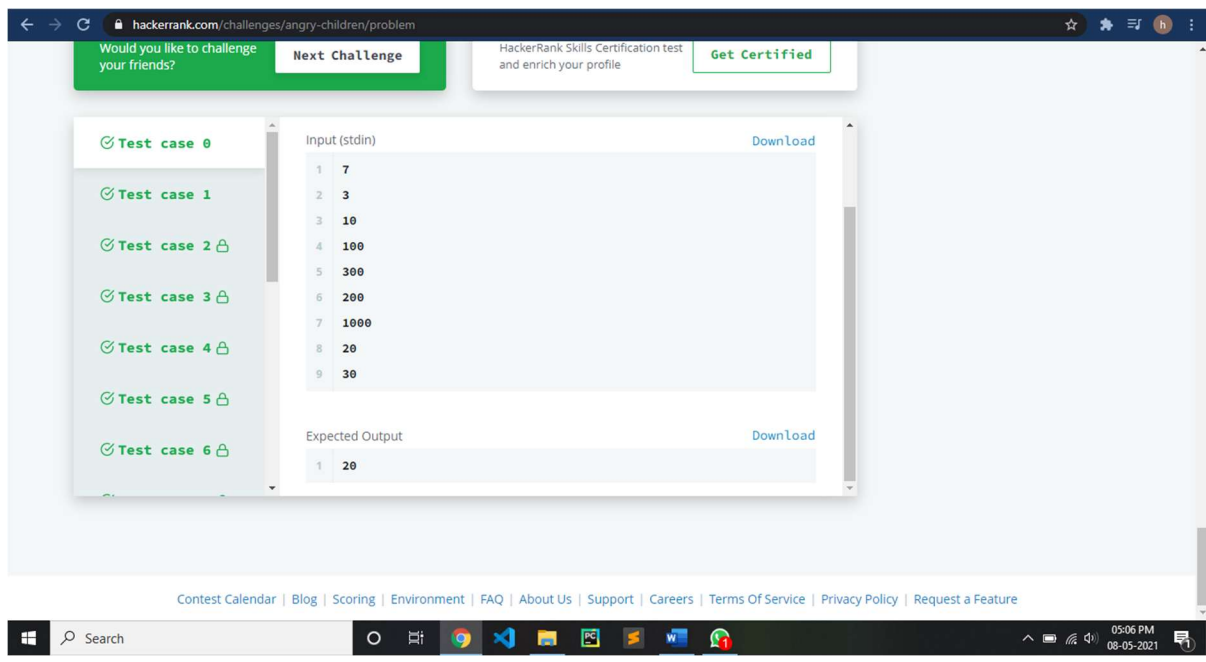 hackerrank.com/challenges/angry-children/problem
h
Would you like to challenge
your friends?
Next Challenge
HackerRank Skills Certification test
and enrich your profile
Get Certified
Test case 0
Test case 1
Test case 2
Test case 3
Test case 4
Test case 5
Test case 6
Input (stdin)
Download
1 7
2 3
3 10
4 100
5 300
6 200
7 1000
8 20
9 30
Expected Output
Download
1 20
Contest Calendar | Blog | Scoring | Environment | FAQ | About Us | Support | Careers | Terms Of Service | Privacy Policy | Request a Feature
Search
PC
W
1
05:06 PM
08-05-2021
1